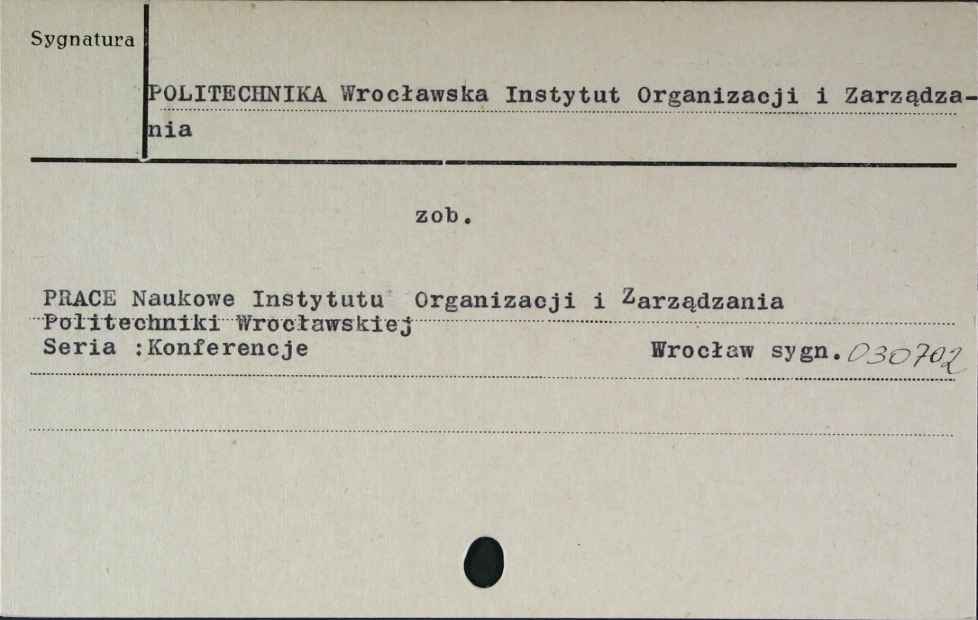 Sygnatura
POLITECHNIKA Wrocławska Instytut Organizacji i Zarządza-
nia
zob.
PRACE Naukowe Instytutu Organizacji i Zarządzania
Politechniki Wrocławskiej
Seria :Konferencje Wrocław sygn. 030702